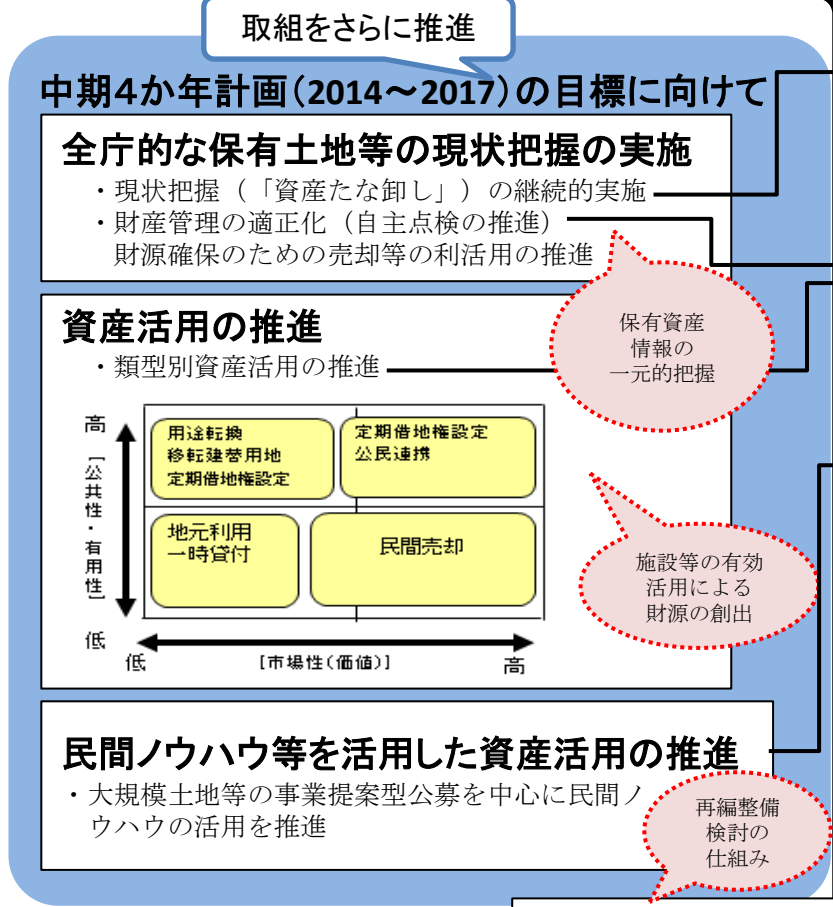 取組をさらに推進
中期４か年計画（2014～2017）の目標に向けて
全庁的な保有土地等の現状把握の実施
・現状把握（「資産たな卸し」）の継続的実施
・財産管理の適正化（自主点検の推進）
財源確保のための売却等の利活用の推進
保有資産
情報の
一元的把握
資産活用の推進
・類型別資産活用の推進
高
[公共性・有用性]
低
用途転換
移転建替用地
定期借地権設定
定期借地権設定
公民連携
地元利用
一時貸付
民間売却
低
[市場性(価値)]
高
施設等の有効
活用による
財源の創出
民間ノウハウ等を活用した資産活用の推進
・大規模土地等の事業提案型公募を中心に民間ノ
ウハウの活用を推進
再編整備
検討の
仕組み